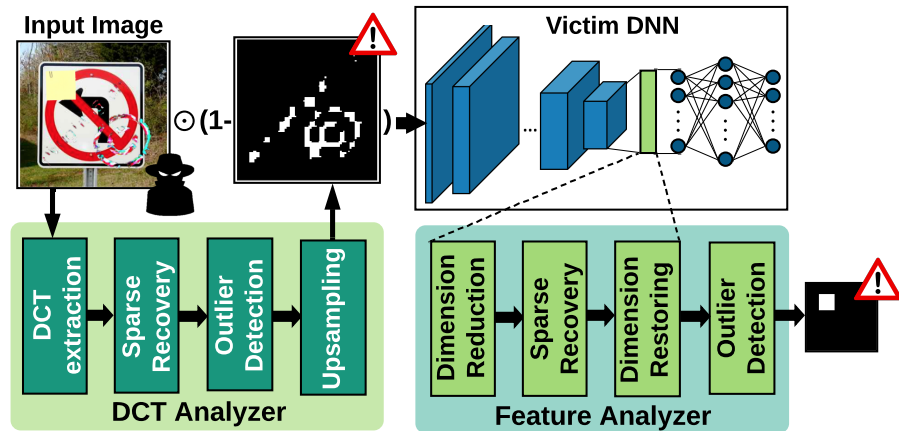 Input Image
Victim DNN
⊙ (1-
)
...
DCT
extraction
Sparse
Recovery
Outlier
Detection
Upsampling
DCT Analyzer
Dimension
Reduction
Sparse
Recovery
Dimension
Restoring
Outlier
Detection
Feature Analyzer